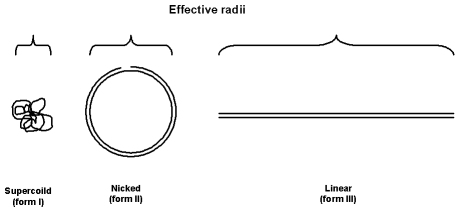 Effective radii
Supercoild
(form I)
Nicked
(form II)
Linear
(form III)